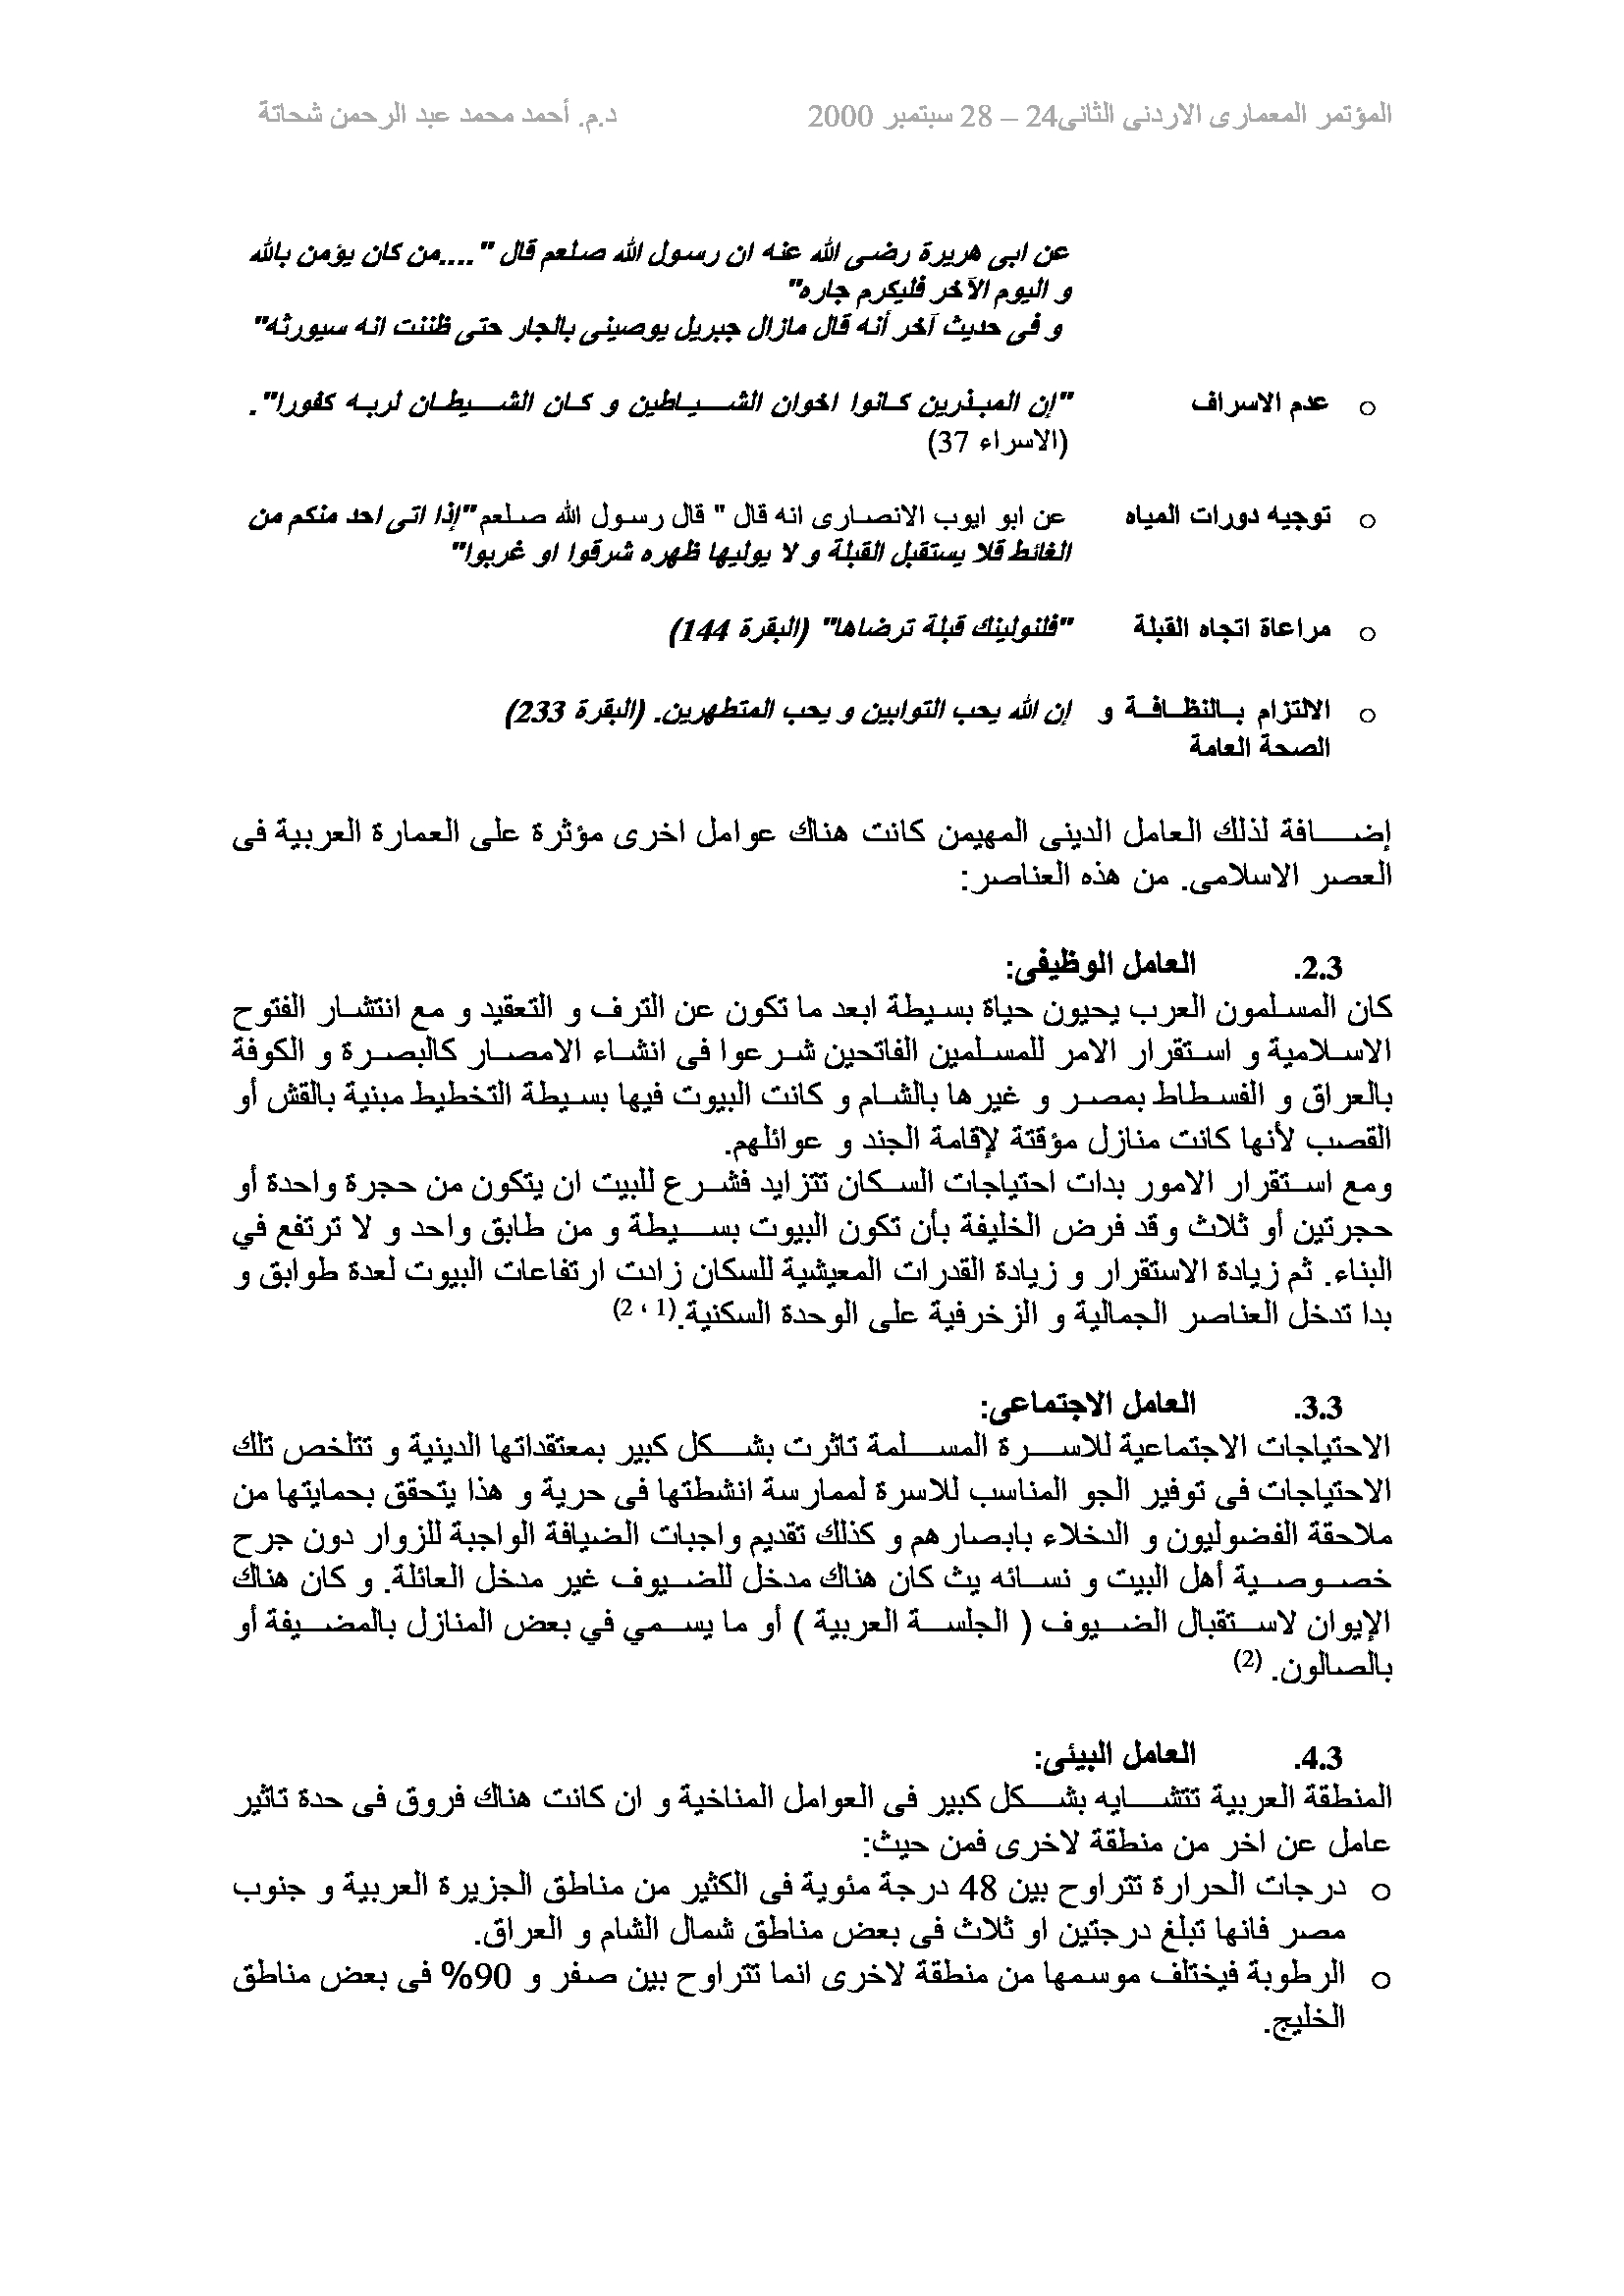 المؤتمر المعمارى الاردنى الثانى24 – 28 سبتمبر 2000 د.م. أحمد محمد عبد الرحمن شحاتة
عن ابى هريرة رضى الله عنه ان رسول الله صلعم قال "....من كان يؤمن بالله
و اليوم الآخر فليكرم جاره"
و فى حديث آخر أنه قال مازال جبريل يوصينى بالجار حتى ظننت انه سيورثه"
o عدم الاسراف "إن المبذرين كانوا اخوان الشياطين و كان الشيطان لربه كفورا".
(الاسراء 37)
o توجيه دورات المياه عن ابو ايوب الانصارى انه قال " قال رسول الله صلعم "إذا اتى احد منكم من
الغائط فلا يستقبل القبلة و لا يوليها ظهره شرقوا او غربوا"
o مراعاة اتجاه القبلة "فلنولينك قبلة ترضاها" (البقرة 144)
o الالتزام بالنظافة و إن الله يحب التوابين و يحب المتطهرين. (البقرة 233)
الصحة العامة
إضافة لذلك العامل الدينى المهيمن كانت هناك عوامل اخرى مؤثرة على العمارة العربية فى
العصر الاسلامى. من هذه العناصر:
2.3. العامل الوظيفى:
كان المسلمون العرب يحيون حياة بسيطة ابعد ما تكون عن الترف و التعقيد و مع انتشار الفتوح
الاسلامية و استقرار الامر للمسلمين الفاتحين شرعوا فى انشاء الامصار كالبصرة و الكوفة
بالعراق و الفسطاط بمصر و غيرها بالشام و كانت البيوت فيها بسيطة التخطيط مبنية بالقش أو
القصب لأنها كانت منازل مؤقتة لإقامة الجند و عوائلهم.
ومع استقرار الامور بدات احتياجات السكان تتزايد فشرع للبيت ان يتكون من حجرة واحدة أو
حجرتين أو ثلاث وقد فرض الخليفة بأن تكون البيوت بسيطة و من طابق واحد و لا ترتفع في
البناء. ثم زيادة الاستقرار و زيادة القدرات المعيشية للسكان زادت ارتفاعات البيوت لعدة طوابق و
بدا تدخل العناصر الجمالية و الزخرفية على الوحدة السكنية.(1 ، 2)
3.3. العامل الاجتماعى:
الاحتياجات الاجتماعية للاسرة المسلمة تاثرت بشكل كبير بمعتقداتها الدينية و تتلخص تلك
الاحتياجات فى توفير الجو المناسب للاسرة لممارسة انشطتها فى حرية و هذا يتحقق بحمايتها من
ملاحقة الفضوليون و الدخلاء بابصارهم و كذلك تقديم واجبات الضيافة الواجبة للزوار دون جرح
خصوصية أهل البيت و نسائه يث كان هناك مدخل للضيوف غير مدخل العائلة. و كان هناك
الإيوان لاستقبال الضيوف ( الجلسة العربية ) أو ما يسمي في بعض المنازل بالمضيفة أو
بالصالون. (2)
4.3. العامل البيئى:
المنطقة العربية تتشايه بشكل كبير فى العوامل المناخية و ان كانت هناك فروق فى حدة تاثير
عامل عن اخر من منطقة لاخرى فمن حيث:
o درجات الحرارة تتراوح بين 48 درجة مئوية فى الكثير من مناطق الجزيرة العربية و جنوب
مصر فانها تبلغ درجتين او ثلاث فى بعض مناطق شمال الشام و العراق.
o الرطوبة فيختلف موسمها من منطقة لاخرى انما تتراوح بين صفر و 90% فى بعض مناطق
الخليج.